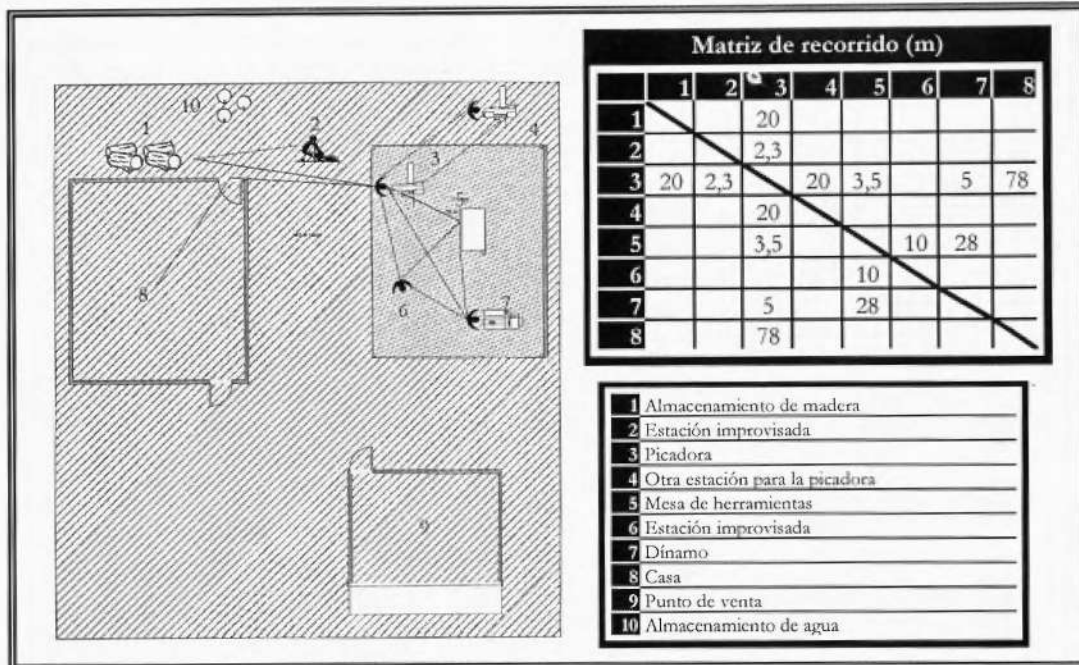 10
1
2
3
4
5
6
7
8
9
Matriz de recorrido (m)
1 2 3 4 5 6 7 8
1 20
2 2,3
3 20 2,3 20 3,5 5 78
4 20
5 3,5 10 28
6 10
7 5 28
8 78
1 Almacenamiento de madera
2 Estación improvisada
3 Picadora
4 Otra estación para la picadora
5 Mesa de herramientas
6 Estación improvisada
7 Dínamo
8 Casa
9 Punto de venta
10 Almacenamiento de agua